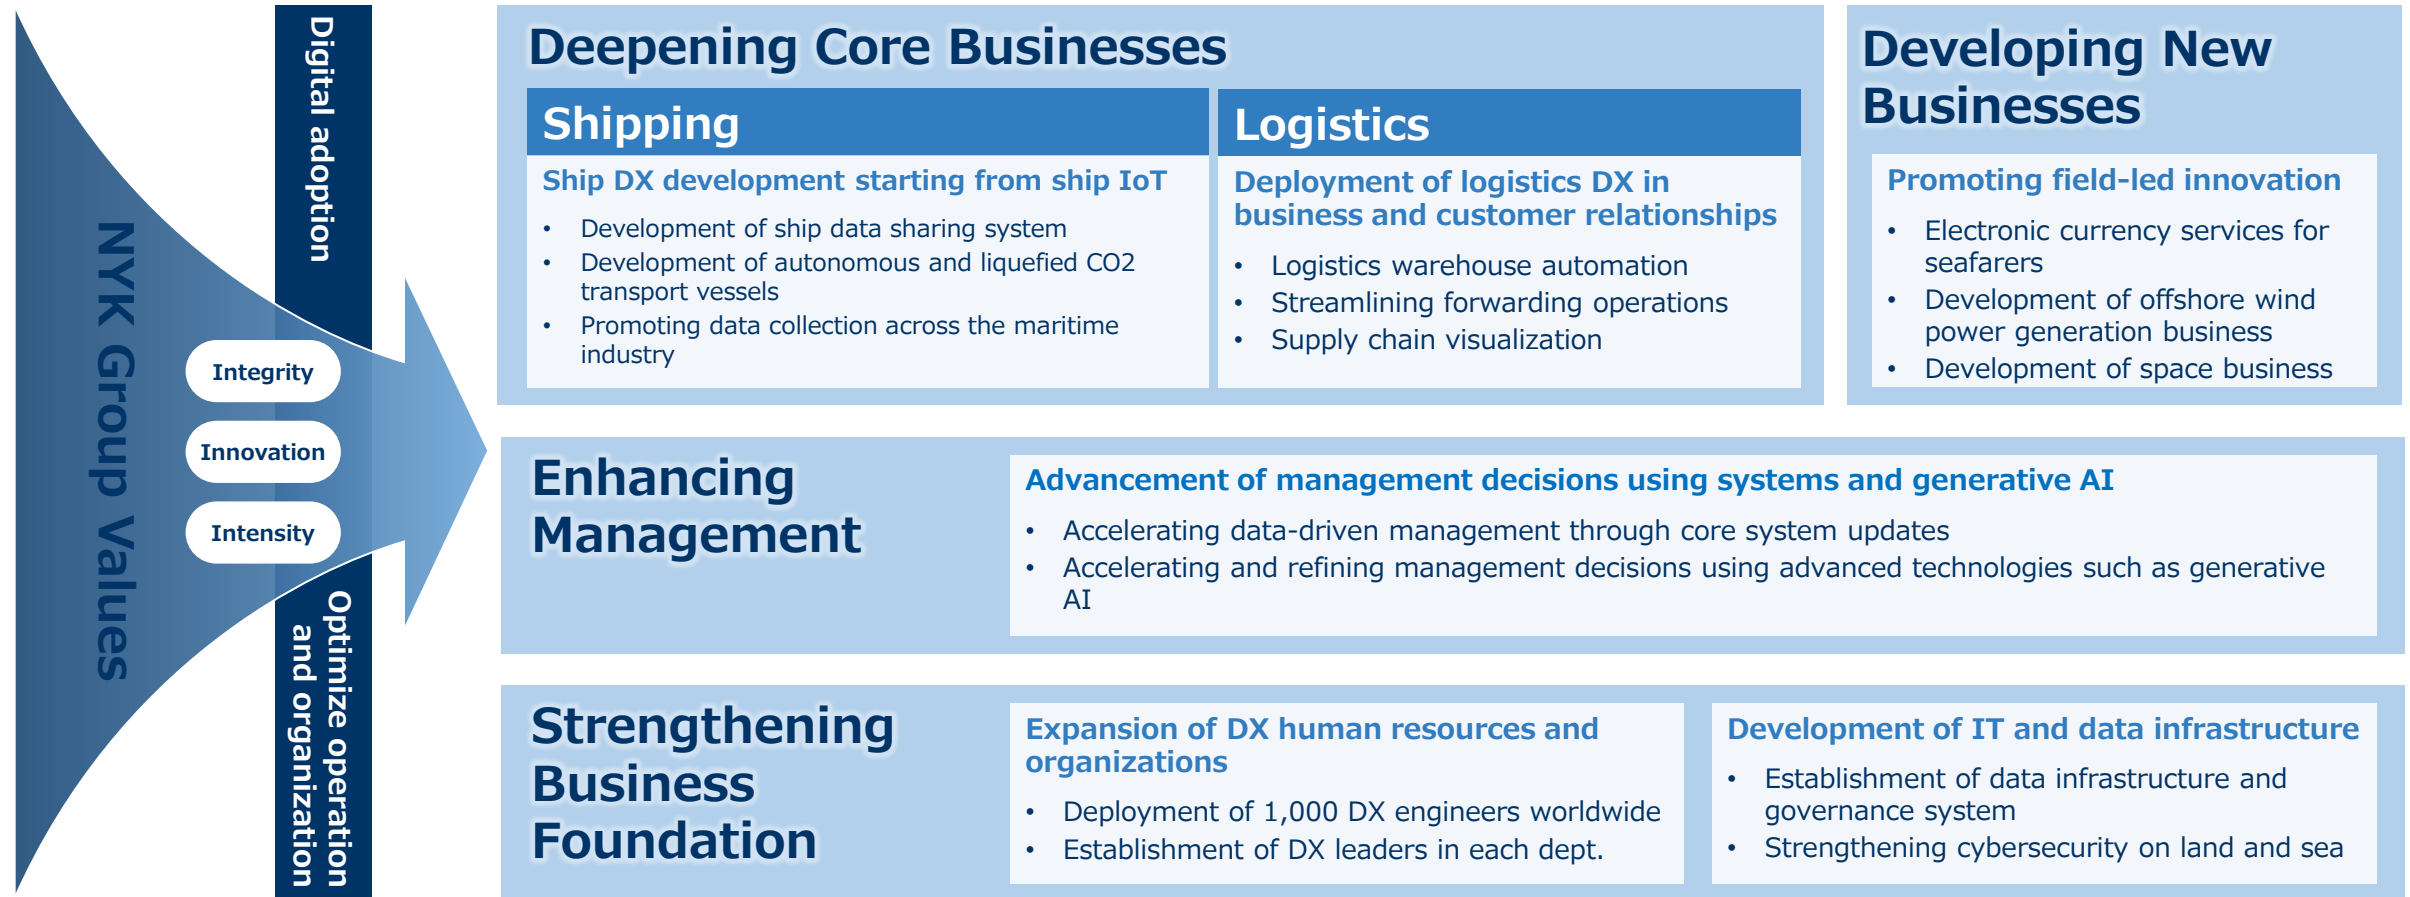 NYK Group Values
Digital adoption
Integrity
Innovation
Intensity
Optimize operation
and organization
Deepening Core Businesses
Shipping
Ship DX development starting from ship IoT
• Development of ship data sharing system
• Development of autonomous and liquefied CO2
transport vessels
• Promoting data collection across the maritime
industry
Logistics
Deployment of logistics DX in
business and customer relationships
• Logistics warehouse automation
• Streamlining forwarding operations
• Supply chain visualization
Developing New
Businesses
Promoting field-led innovation
• Electronic currency services for
seafarers
• Development of offshore wind
power generation business
• Development of space business
Enhancing
Management
Advancement of management decisions using systems and generative AI
• Accelerating data-driven management through core system updates
• Accelerating and refining management decisions using advanced technologies such as generative
AI
Strengthening
Business
Foundation
Expansion of DX human resources and
organizations
• Deployment of 1,000 DX engineers worldwide
• Establishment of DX leaders in each dept.
Development of IT and data infrastructure
• Establishment of data infrastructure and
governance system
• Strengthening cybersecurity on land and sea